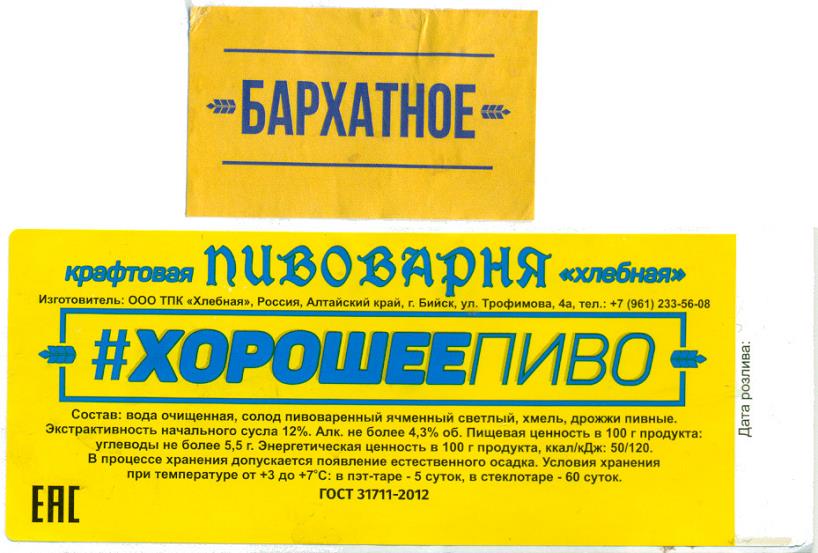 БАРХАТНОЕ
крафтовая ПИВОВАРНЯ «хлебная»
Изготовитель: ООО ТПК «Хлебная», Россия, Алтайский край, г. Бийск, ул. Трофимова, 4а, тел.: +7 (961) 233-56-08
#ХОРОШЕЕПИВО
Состав: вода очищенная, солод пивоваренный ячменный светлый, хмель, дрожжи пивные.
Экстрактивность начального сусла 12%. Алк. не более 4,3% об. Пищевая ценность в 100 г продукта:
углеводы не более 5,5 г. Энергетическая ценность в 100 г продукта, ккал/кДж: 50/120.
В процессе хранения допускается появление естественного осадка. Условия хранения
при температуре от +3 до +7°С: в пэт-таре - 5 суток, в стеклотаре - 60 суток.
ГОСТ 31711-2012
EAC
Дата розлива: